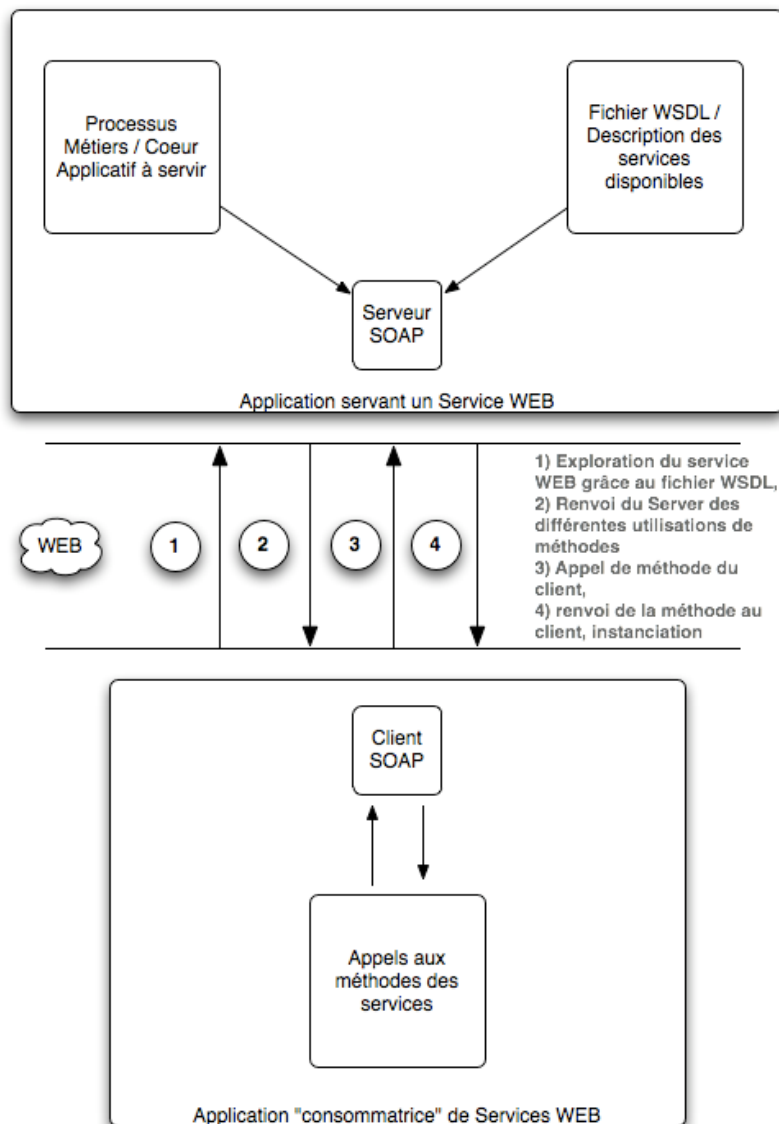 Processus
Métiers / Coeur
Applicatif à servir
Fichier WSDL /
Description des
services
disponibles
Serveur
SOAP
Application servant un Service WEB
WEB
1
2
3
4
1) Exploration du service
WEB grâce au fichier WSDL,
2) Renvoi du Server des
différentes utilisations de
méthodes
3) Appel de méthode du
client,
4) renvoi de la méthode au
client, instanciation
Client
SOAP
Appels aux
méthodes des
services
Application "consommatrice" de Services WEB